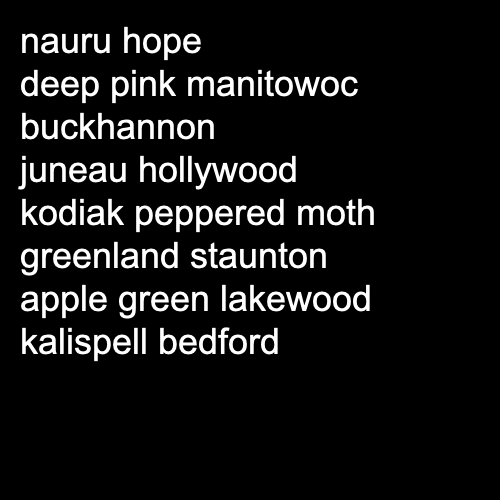 nauru hope
deep pink manitowoc
buckhannon
juneau hollywood
kodiak peppered moth
greenland staunton
apple green lakewood
kalispell bedford